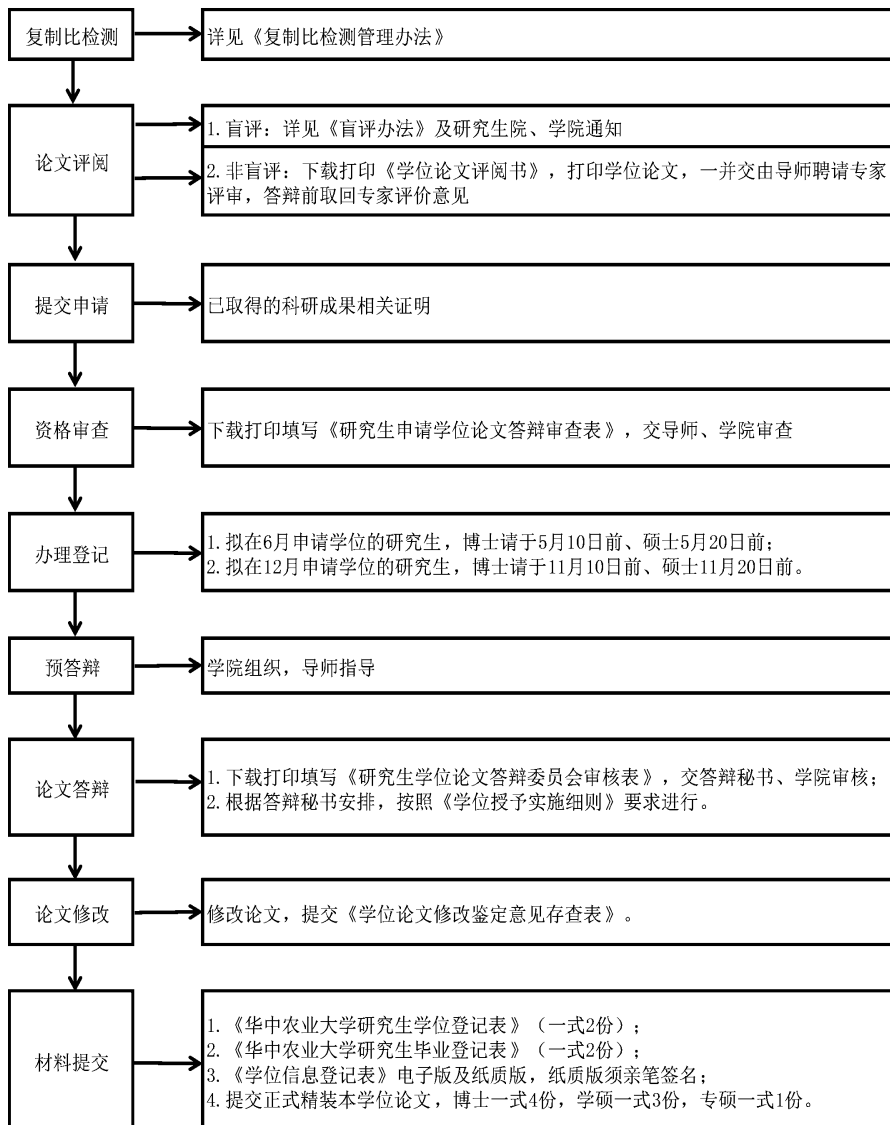 复制比检测
详见《复制比检测管理办法》
论文评阅
1.盲评：详见《盲评办法》及研究生院、学院通知
2.非盲评：下载打印《学位论文评阅书》，打印学位论文，一并交由导师聘请专家
评审，答辩前取回专家评价意见
提交申请
已取得的科研成果相关证明
资格审查
下载打印填写《研究生申请学位论文答辩审查表》，交导师、学院审查
办理登记
1.拟在6月申请学位的研究生，博士请于5月10日前、硕士5月20日前；
2.拟在12月申请学位的研究生，博士请于11月10日前、硕士11月20日前。
预答辩
学院组织，导师指导
论文答辩
1.下载打印填写《研究生学位论文答辩委员会审核表》，交答辩秘书、学院审核；
2.根据答辩秘书安排，按照《学位授予实施细则》要求进行。
论文修改
修改论文，提交《学位论文修改鉴定意见存查表》。
材料提交
1.《华中农业大学研究生学位登记表》（一式2份）；
2.《华中农业大学研究生毕业登记表》（一式2份）；
3.《学位信息登记表》电子版及纸质版，纸质版须亲笔签名；
4.提交正式精装本学位论文，博士一式4份，学硕一式3份，专硕一式1份。